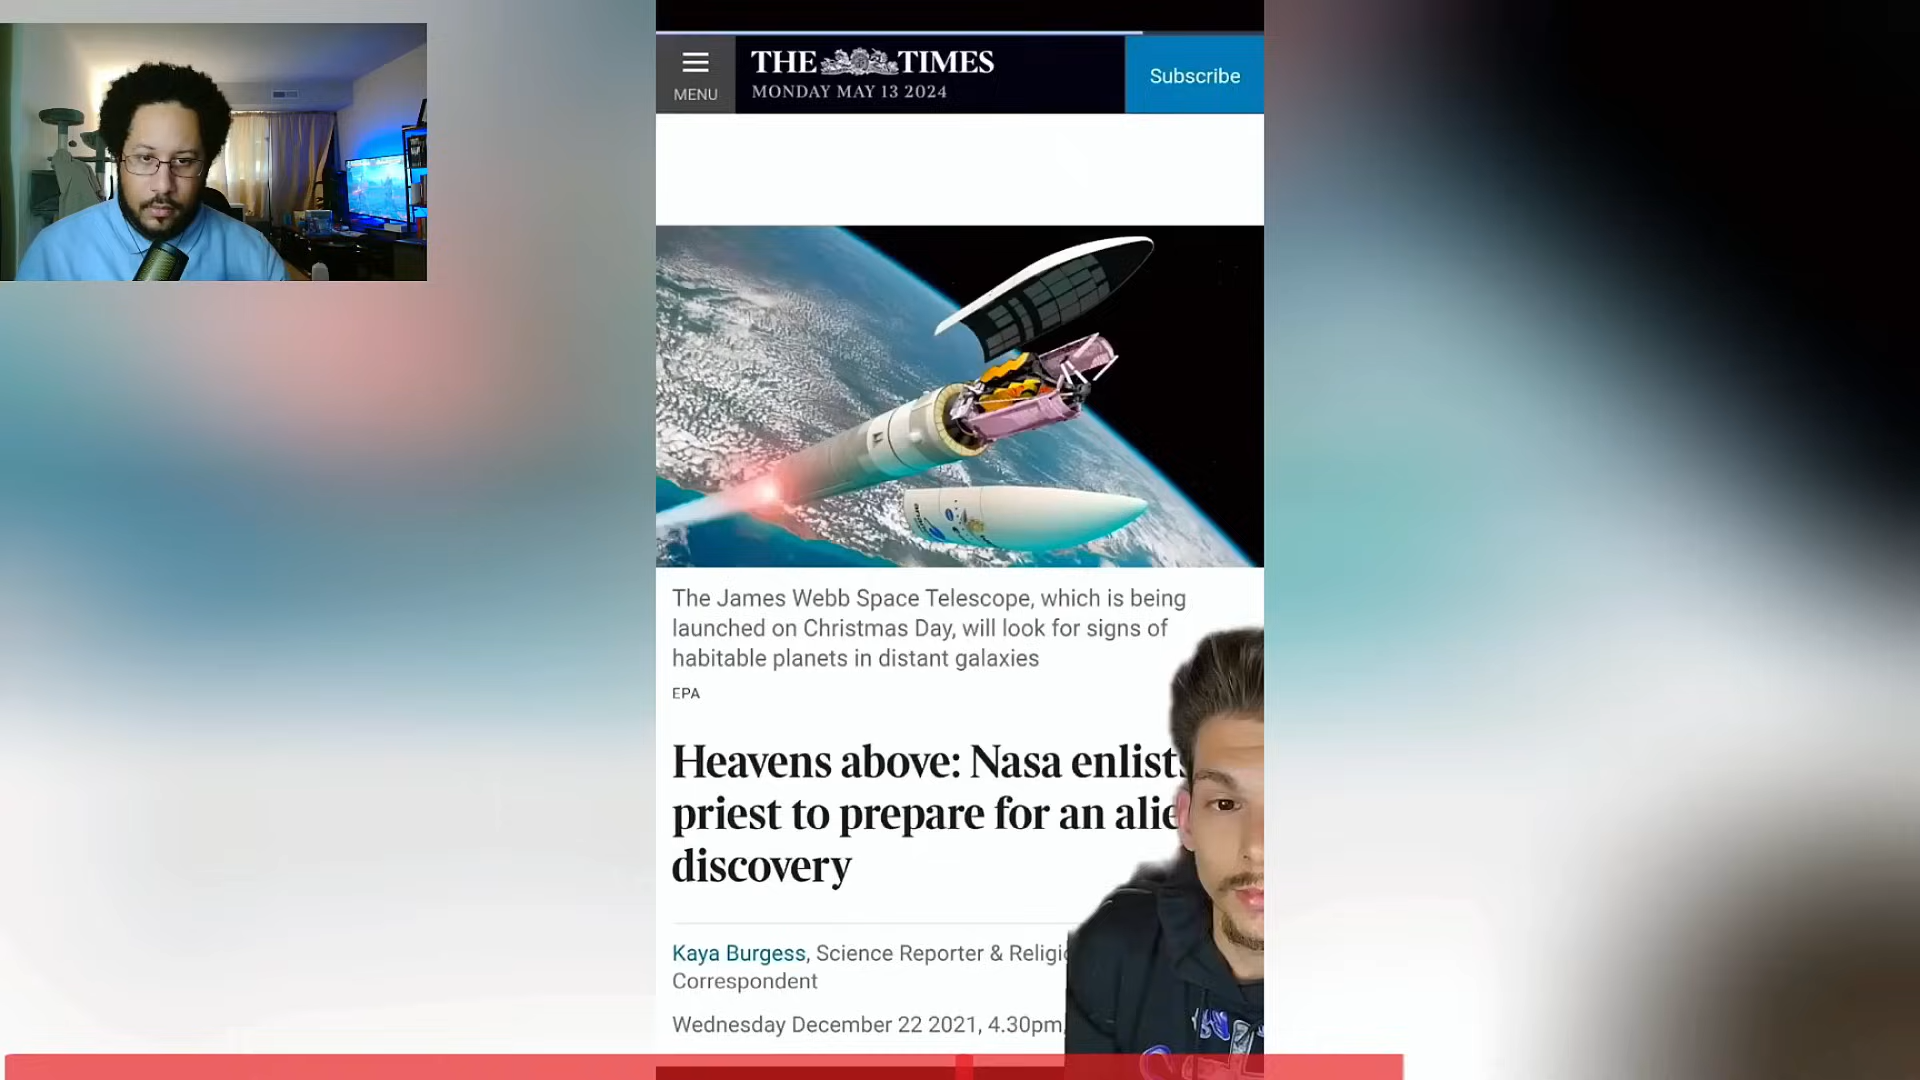 MENU
THE TIMES
MONDAY MAY 13 2024
Subscribe
The James Webb Space Telescope, which is being
launched on Christmas Day, will look for signs of
habitable planets in distant galaxies
EPA
Heavens above: Nasa enlists
priest to prepare for an alie
discovery
Kaya Burgess, Science Reporter & Religio
Correspondent
Wednesday December 22 2021, 4.30pm,